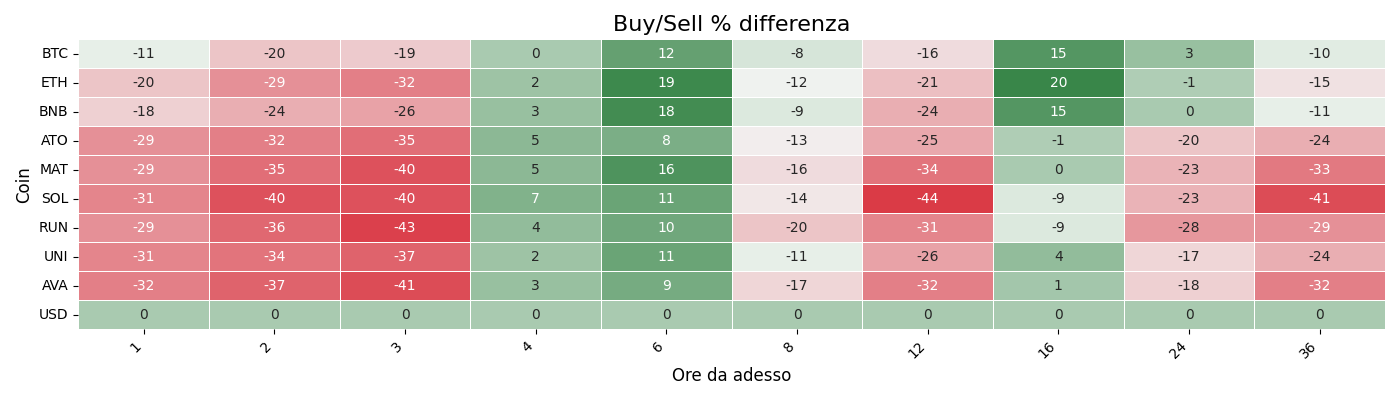 Buy/Sell % differenza
Coin
BTC -11 -20 -19 0 12 -8 -16 15 3 -10
ETH -20 -29 -32 2 19 -12 -21 20 -1 -15
BNB -18 -24 -26 3 18 -9 -24 15 0 -11
ATO -29 -32 -35 5 8 -13 -25 -1 -20 -24
MAT -29 -35 -40 5 16 -16 -34 0 -23 -33
SOL -31 -40 -40 7 11 -14 -44 -9 -23 -41
RUN -29 -36 -43 4 10 -20 -31 -9 -28 -29
UNI -31 -34 -37 2 11 -11 -26 4 -17 -24
AVA -32 -37 -41 3 9 -17 -32 1 -18 -32
USD 0 0 0 0 0 0 0 0 0 0
1 2 3 4 6 8 12 16 24 36
Ore da adesso